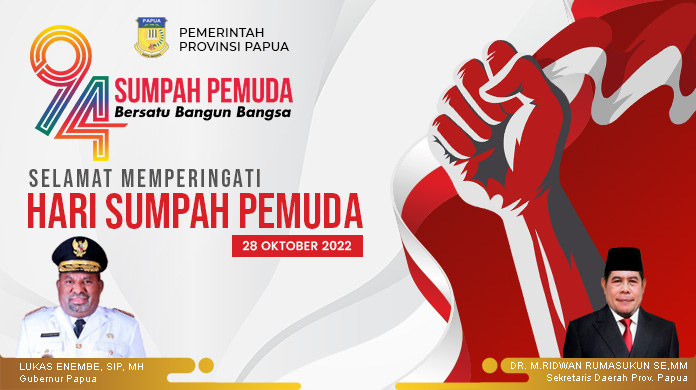 PAPUA
PEMERINTAH
PROVINSI PAPUA
94
SUMPAH PEMUDA
Bersatu Bangun Bangsa
SELAMAT MEMPERINGATI
HARI SUMPAH PEMUDA
28 OKTOBER 2022
LUKAS ENEMBE, SIP, MH
Gubernur Papua
DR. M.RIDWAN RUMASUKUN SE,MM
Sekretaris Daerah Prov. Papua